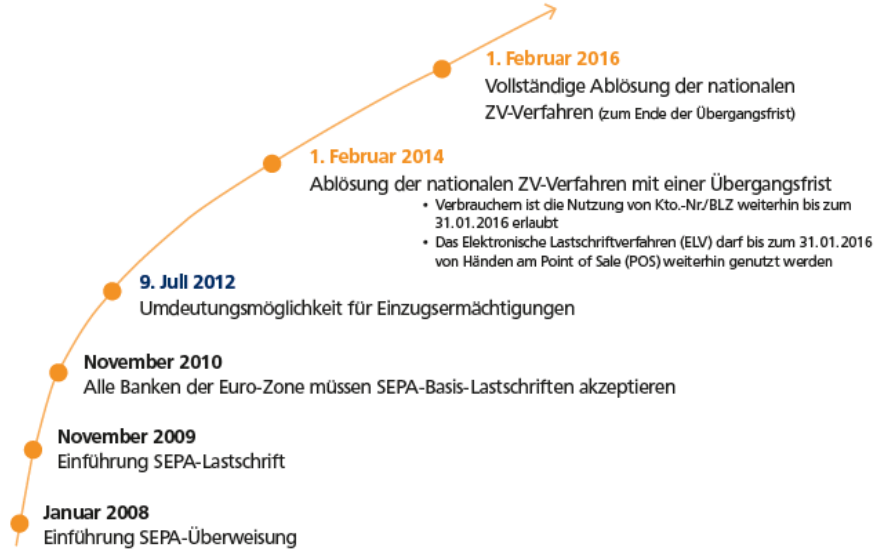 1. Februar 2016
Vollständige Ablösung der nationalen
ZV-Verfahren (zum Ende der Übergangsfrist)
1. Februar 2014
Ablösung der nationalen ZV-Verfahren mit einer Übergangsfrist
• Verbrauchern ist die Nutzung von Kto.-Nr./BLZ weiterhin bis zum
31.01.2016 erlaubt
• Das Elektronische Lastschriftverfahren (ELV) darf bis zum 31.01.2016
von Händen am Point of Sale (POS) weiterhin genutzt werden
9. Juli 2012
Umdeutungsmöglichkeit für Einzugsermächtigungen
November 2010
Alle Banken der Euro-Zone müssen SEPA-Basis-Lastschriften akzeptieren
November 2009
Einführung SEPA-Lastschrift
Januar 2008
Einführung SEPA-Überweisung